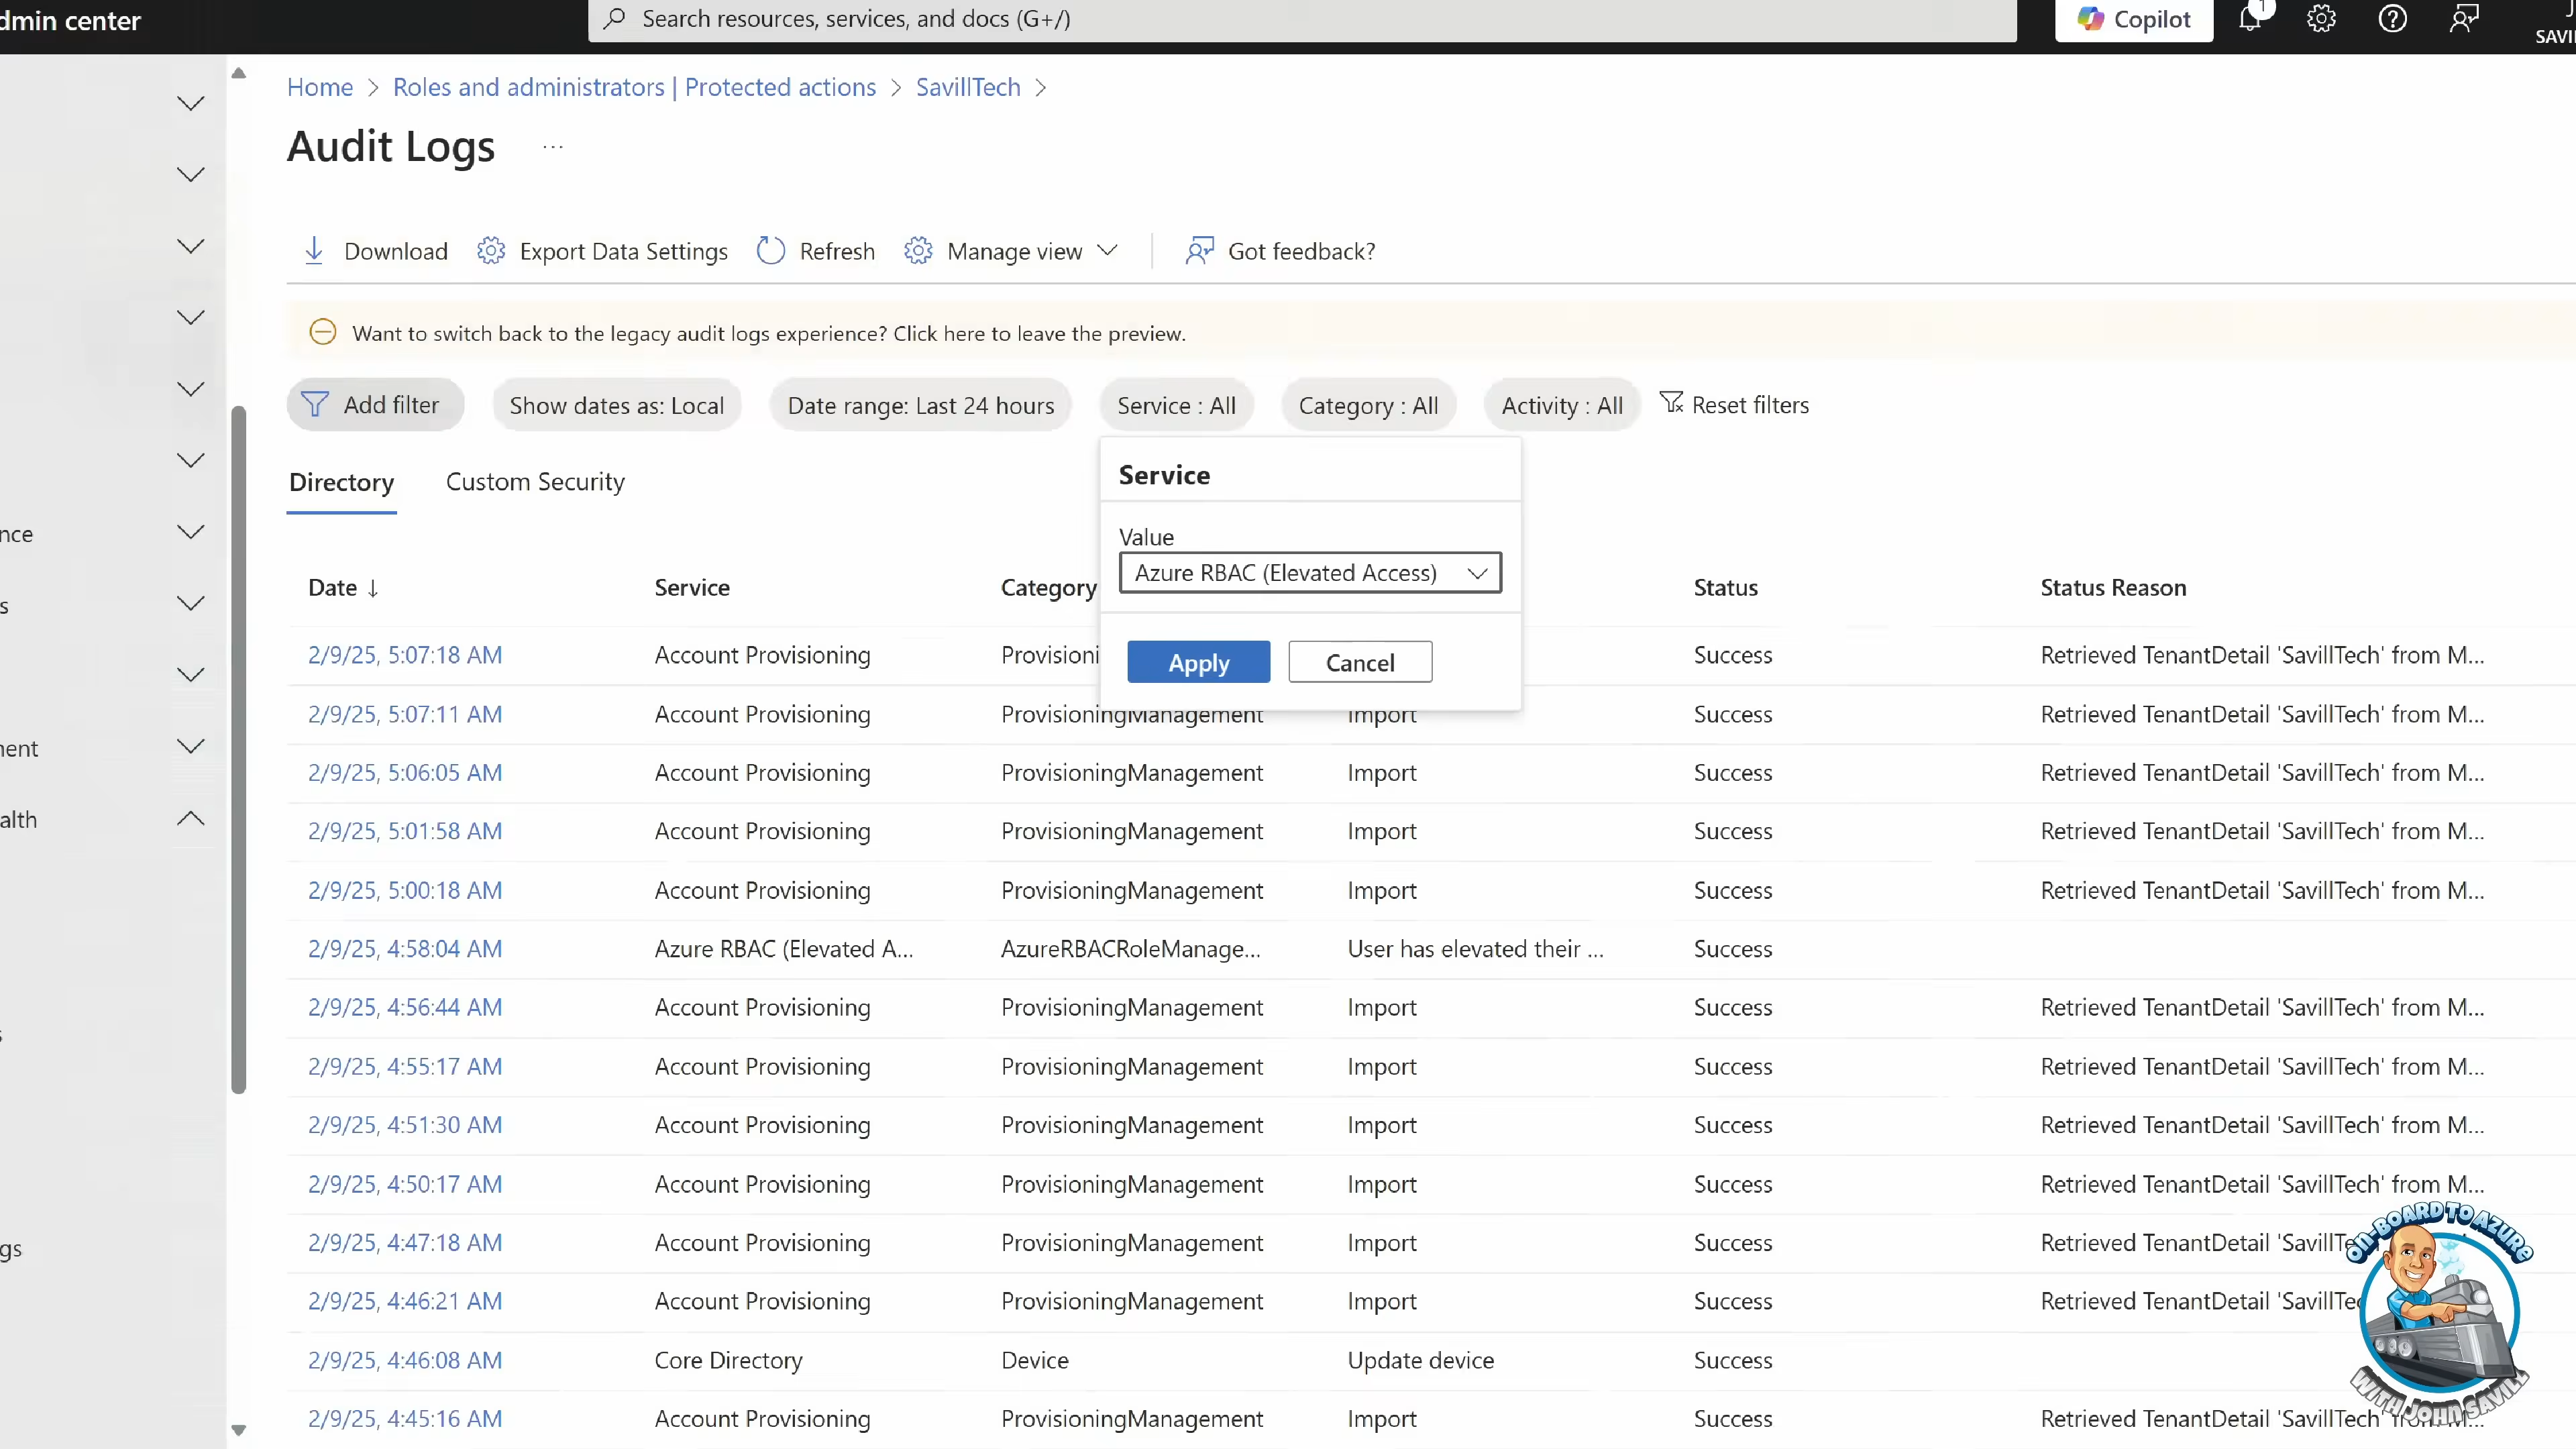 dmin center
Search resources, services, and docs (G+/)
Copilot
1
SAVI
Home > Roles and administrators | Protected actions > SavillTech >
Audit Logs ...
Download
Export Data Settings
Refresh
Manage view
Got feedback?
Want to switch back to the legacy audit logs experience? Click here to leave the preview.
Add filter
Show dates as: Local
Date range: Last 24 hours
Service : All
Category : All
Activity : All
Reset filters
Directory
Custom Security
Service
Value
Azure RBAC (Elevated Access)
Apply
Cancel
nce
s
nent
alth
s
gs
Date ↓ Service Category Status Status Reason
2/9/25, 5:07:18 AM Account Provisioning Provisioni Success Retrieved TenantDetail 'SavillTech' from M...
2/9/25, 5:07:11 AM Account Provisioning ProvisioningManagement Import Success Retrieved TenantDetail 'SavillTech' from M...
2/9/25, 5:06:05 AM Account Provisioning ProvisioningManagement Import Success Retrieved TenantDetail 'SavillTech' from M...
2/9/25, 5:01:58 AM Account Provisioning ProvisioningManagement Import Success Retrieved TenantDetail 'SavillTech' from M...
2/9/25, 5:00:18 AM Account Provisioning ProvisioningManagement Import Success Retrieved TenantDetail 'SavillTech' from M...
2/9/25, 4:58:04 AM Azure RBAC (Elevated A... AzureRBACRoleManage... User has elevated their ... Success
2/9/25, 4:56:44 AM Account Provisioning ProvisioningManagement Import Success Retrieved TenantDetail 'SavillTech' from M...
2/9/25, 4:55:17 AM Account Provisioning ProvisioningManagement Import Success Retrieved TenantDetail 'SavillTech' from M...
2/9/25, 4:51:30 AM Account Provisioning ProvisioningManagement Import Success Retrieved TenantDetail 'SavillTech' from M...
2/9/25, 4:50:17 AM Account Provisioning ProvisioningManagement Import Success Retrieved TenantDetail 'SavillTech' from M...
2/9/25, 4:47:18 AM Account Provisioning ProvisioningManagement Import Success Retrieved TenantDetail 'SavillTe
2/9/25, 4:46:21 AM Account Provisioning ProvisioningManagement Import Success Retrieved TenantDetail 'SavillTe
2/9/25, 4:46:08 AM Core Directory Device Update device Success
2/9/25, 4:45:16 AM Account Provisioning ProvisioningManagement Import Success Retrieved TenantDetail 'SavillTech'
ON-BOARD TO AZURE
WITH JOHN SAVILL